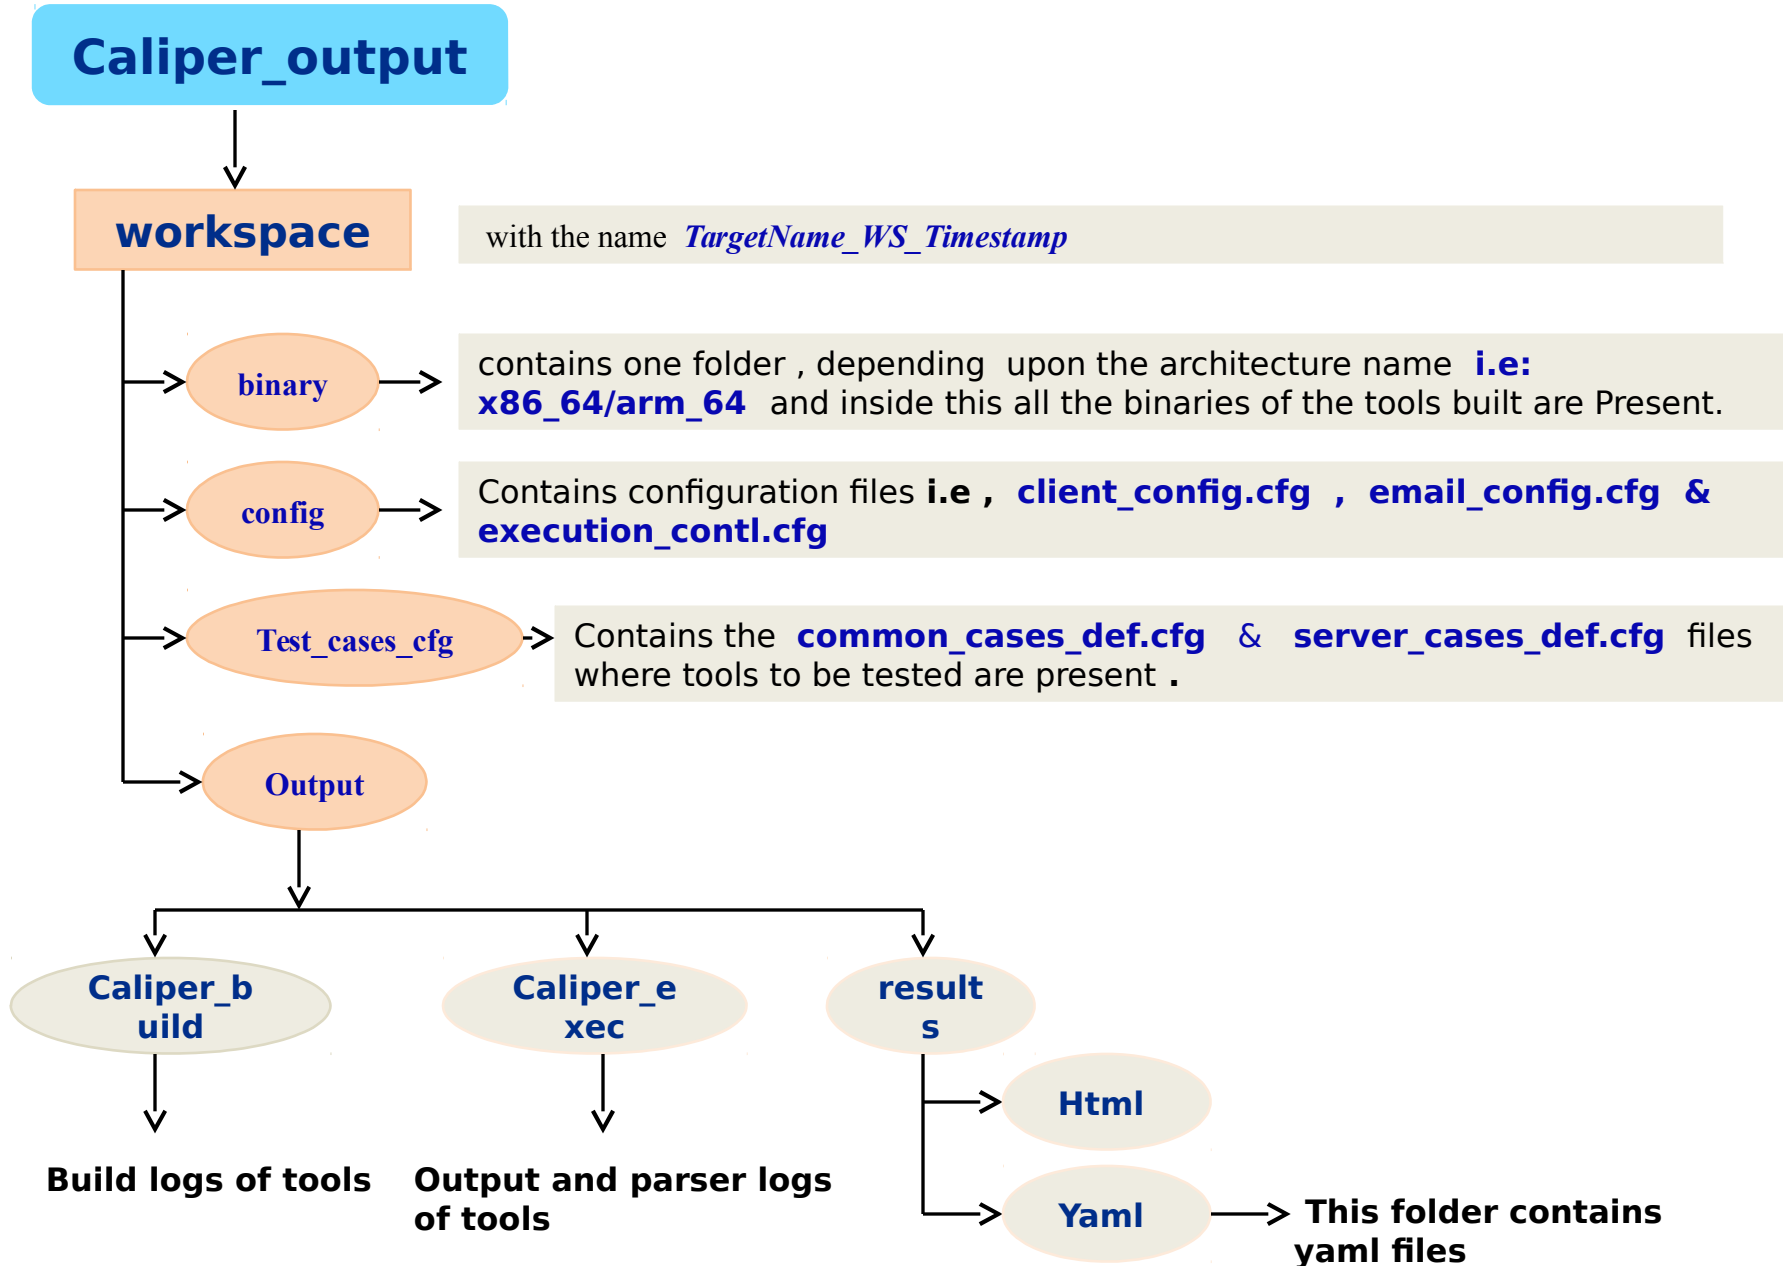 Caliper_output
workspace
with the name TargetName_WS_Timestamp
binary
contains one folder , depending upon the architecture name i.e:
x86_64/arm_64 and inside this all the binaries of the tools built are Present.
config
Contains configuration files i.e , client_config.cfg , email_config.cfg &
execution_contl.cfg
Test_cases_cfg
Contains the common_cases_def.cfg & server_cases_def.cfg files
where tools to be tested are present .
Output
Caliper_b
uild
Caliper_e
xec
result
s
Html
Build logs of tools
Output and parser logs
of tools
Yaml
This folder contains
yaml files